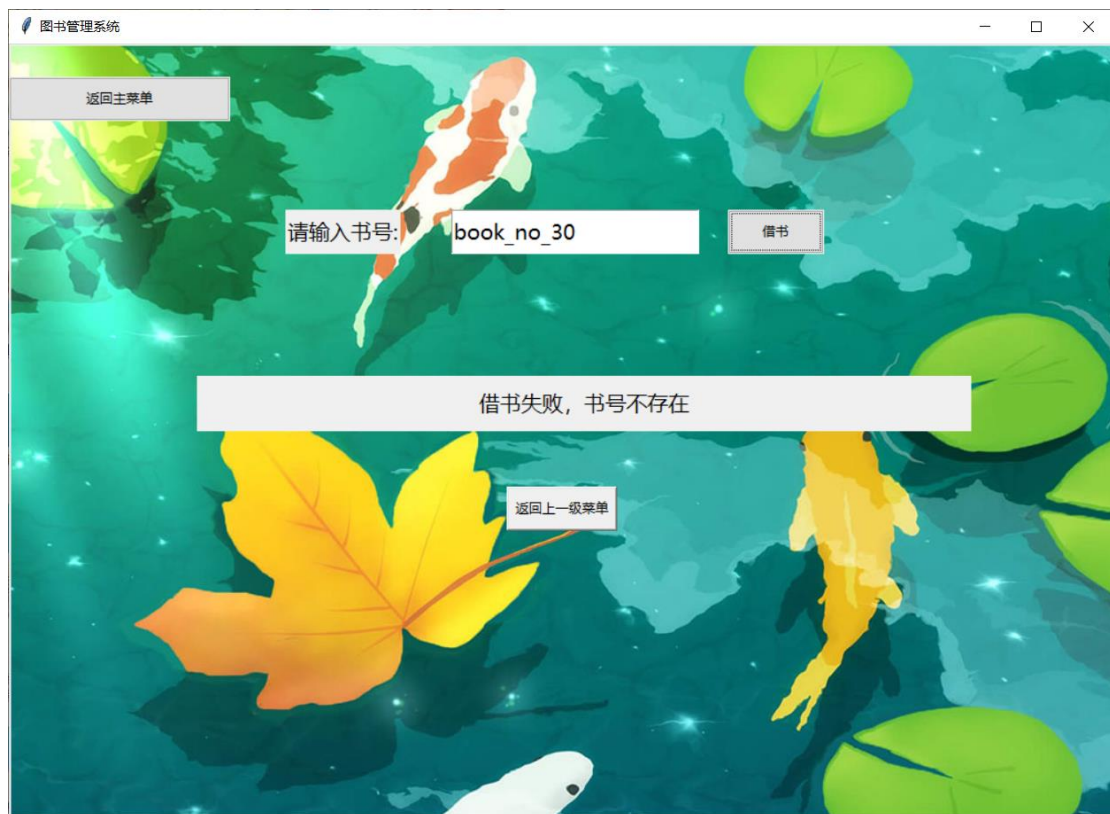 图书管理系统
返回主菜单
请输入书号: book_no_30 借书
借书失败，书号不存在
返回上一级菜单